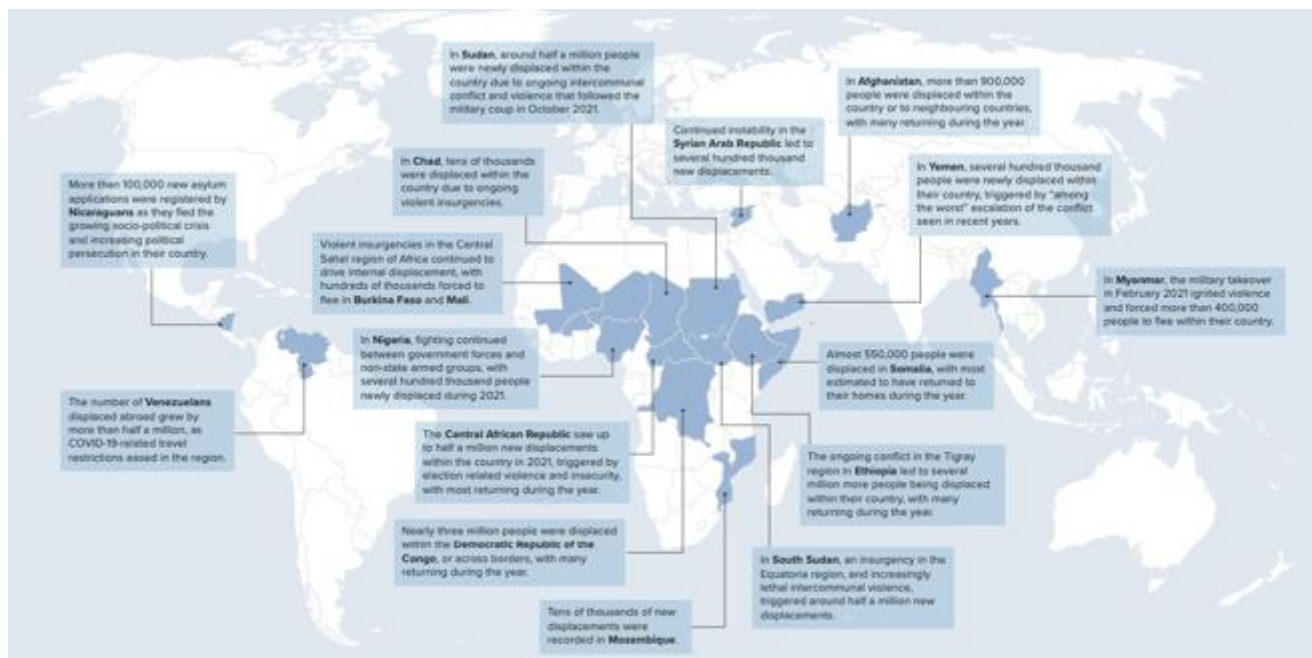 In Sudan, around half a million people
were newly displaced within the
country due to ongoing intercommunal
conflict and violence that followed the
military coup in October 2021.
In Afghanistan, more than 900,000
people were displaced within the
country or to neighbouring countries,
with many returning during the year.
Continued instability in the
Syrian Arab Republic led to
several hundred thousand
new displacements.
In Chad, tens of thousands
were displaced within the
country due to ongoing
violent insurgencies.
In Yemen, several hundred thousand
people were newly displaced within
their country, triggered by "among
the worst" escalation of the conflict
seen in recent years.
More than 100,000 new asylum
applications were registered by
Nicaraguans as they fled the
growing socio-political crisis
and increasing political
persecution in their country.
Violent insurgencies in the Central
Sahel region of Africa continued to
drive internal displacement, with
hundreds of thousands forced to
flee in Burkina Faso and Mali.
In Myanmar, the military takeover
in February 2021 ignited violence
and forced more than 400,000
people to flee within their country.
In Nigeria, fighting continued
between government forces and
non-state armed groups, with
several hundred thousand people
newly displaced during 2021.
Almost 550,000 people were
displaced in Somalia, with most
estimated to have returned to
their homes during the year.
The number of Venezuelans
displaced abroad grew by
more than half a million, as
COVID-19-related travel
restrictions eased in the region.
The Central African Republic saw up
to half a million new displacements
within the country in 2021, triggered by
election related violence and insecurity,
with most returning during the year.
The ongoing conflict in the Tigray
region in Ethiopia led to several
million more people being displaced
within their country, with many
returning during the year.
Nearly three million people were displaced
within the Democratic Republic of the
Congo, or across borders, with many
returning during the year.
In South Sudan, an insurgency in the
Equatoria region, and increasingly
lethal intercommunal violence,
triggered around half a million new
displacements.
Tens of thousands of new
displacements were
recorded in Mozambique.